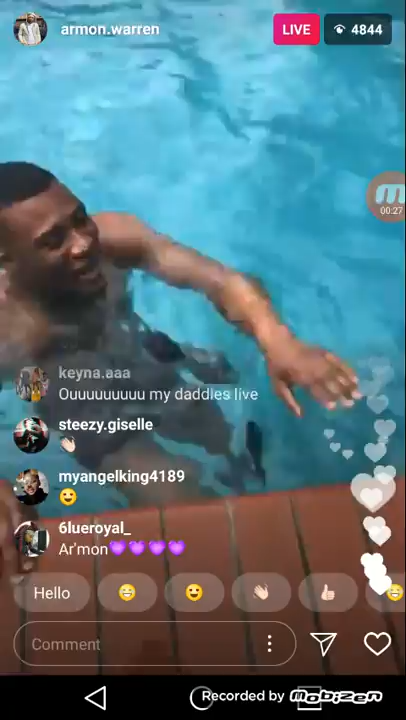 armon.warren
LIVE
4844
00:27
keyna.aaa
Ouuuuuuuuu my daddies live
steezy.giselle
myangelking4189
6lueroyal_
Ar'mon💜💜💜💜
Hello
Comment
Recorded by Mobizen